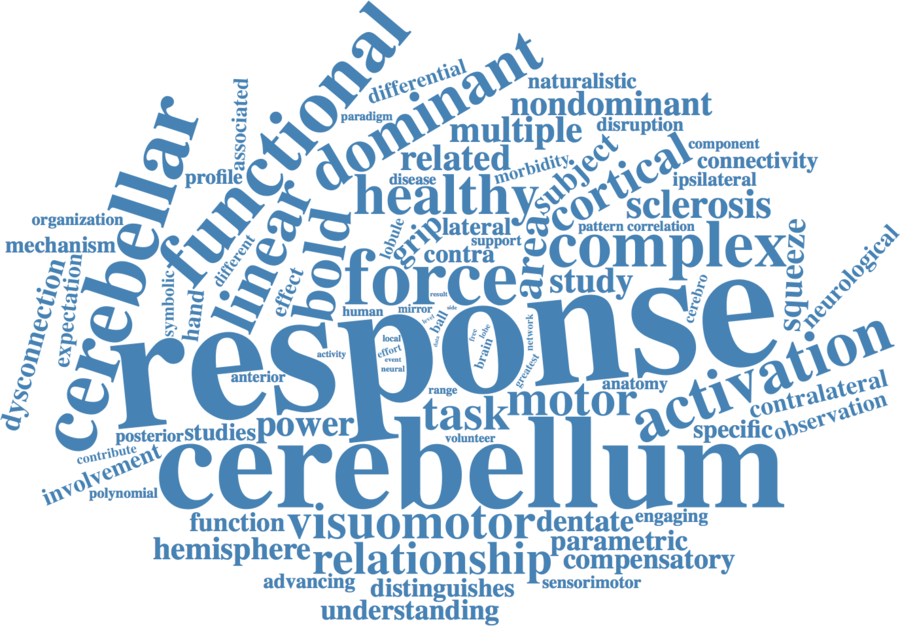 functional
dominant
differential
paradigm
associated
naturalistic
nondominant
multiple
disruption
related
component
connectivity
morbidity
subject
cortical
ipsilateral
cerebellar
profile
disease
healthy
sclerosis
organization
mechanism
linear
different
bold
lobule
grip
lateral
support
contra
area
pattern correlation
complex
squeeze
neurological
disconnection
expectation
symbolic
hand
effect
force
study
cerebro
human
mirror
result
side
level
ball
data
response
local
effort
event
neural
free
lobe
brain
network
greatest
activity
anterior
range
anatomy
activation
contralateral
observation
specific
motor
task
volunteer
power
studies
posterior
contribute
involvement
polynomial
cerebellum
function
visuomotor
dentate
engaging
hemisphere
relationship
parametric
compensatory
advancing
distinguishes
sensorimotor
understanding